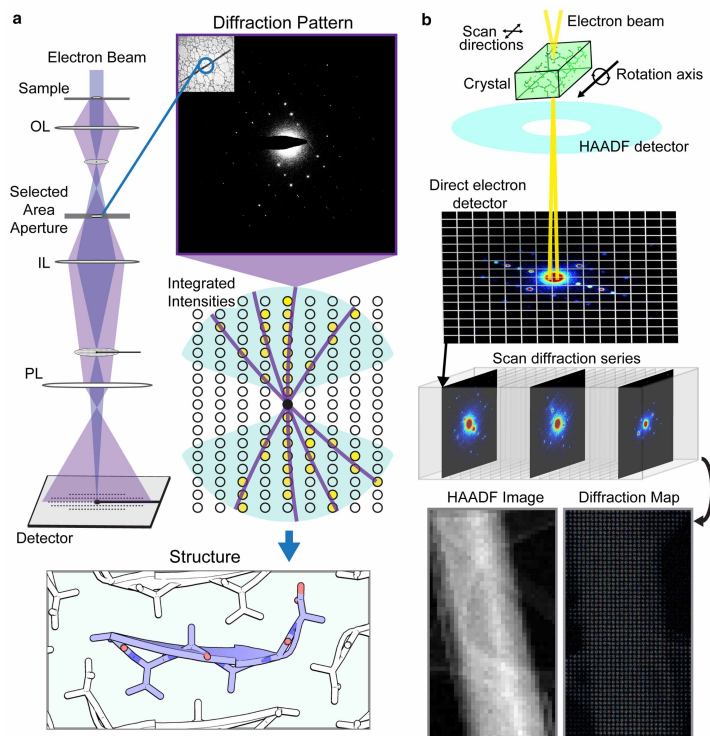 a
Diffraction Pattern
Electron Beam
Sample
OL
Selected
Area
Aperture
IL
PL
Detector
Integrated
Intensities
Structure
b
Electron beam
Scan
directions
Crystal
Rotation axis
HAADF detector
Direct electron
detector
Scan diffraction series
HAADF Image
Diffraction Map